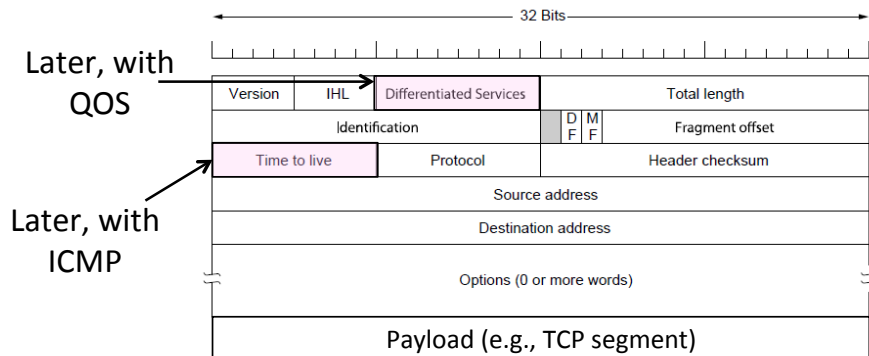 32 Bits
Later, with
QOS
Version IHL Differentiated Services Total length
Identification D F M F Fragment offset
Time to live Protocol Header checksum
Source address
Later, with
ICMP
Destination address
Options (0 or more words)
Payload (e.g., TCP segment)